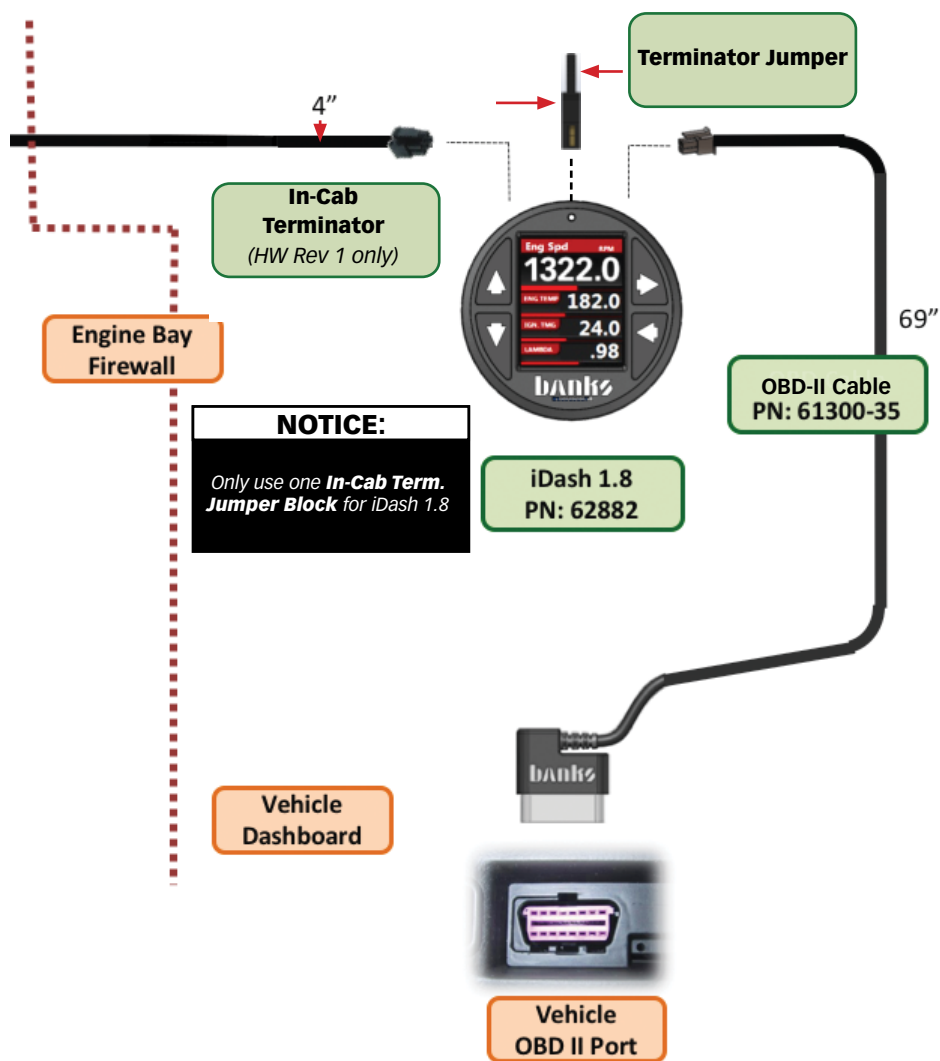 Terminator Jumper
4”
In-Cab
Terminator
(HW Rev 1 only)
Eng Spd RPM
1322.0
ENG TEMP 182.0
IGN. TMG 24.0
LAMBDA .98
banks
69”
Engine Bay
Firewall
OBD-II Cable
PN: 61300-35
NOTICE:
Only use one In-Cab Term.
Jumper Block for iDash 1.8
iDash 1.8
PN: 62882
banks
Vehicle
Dashboard
Vehicle
OBD II Port